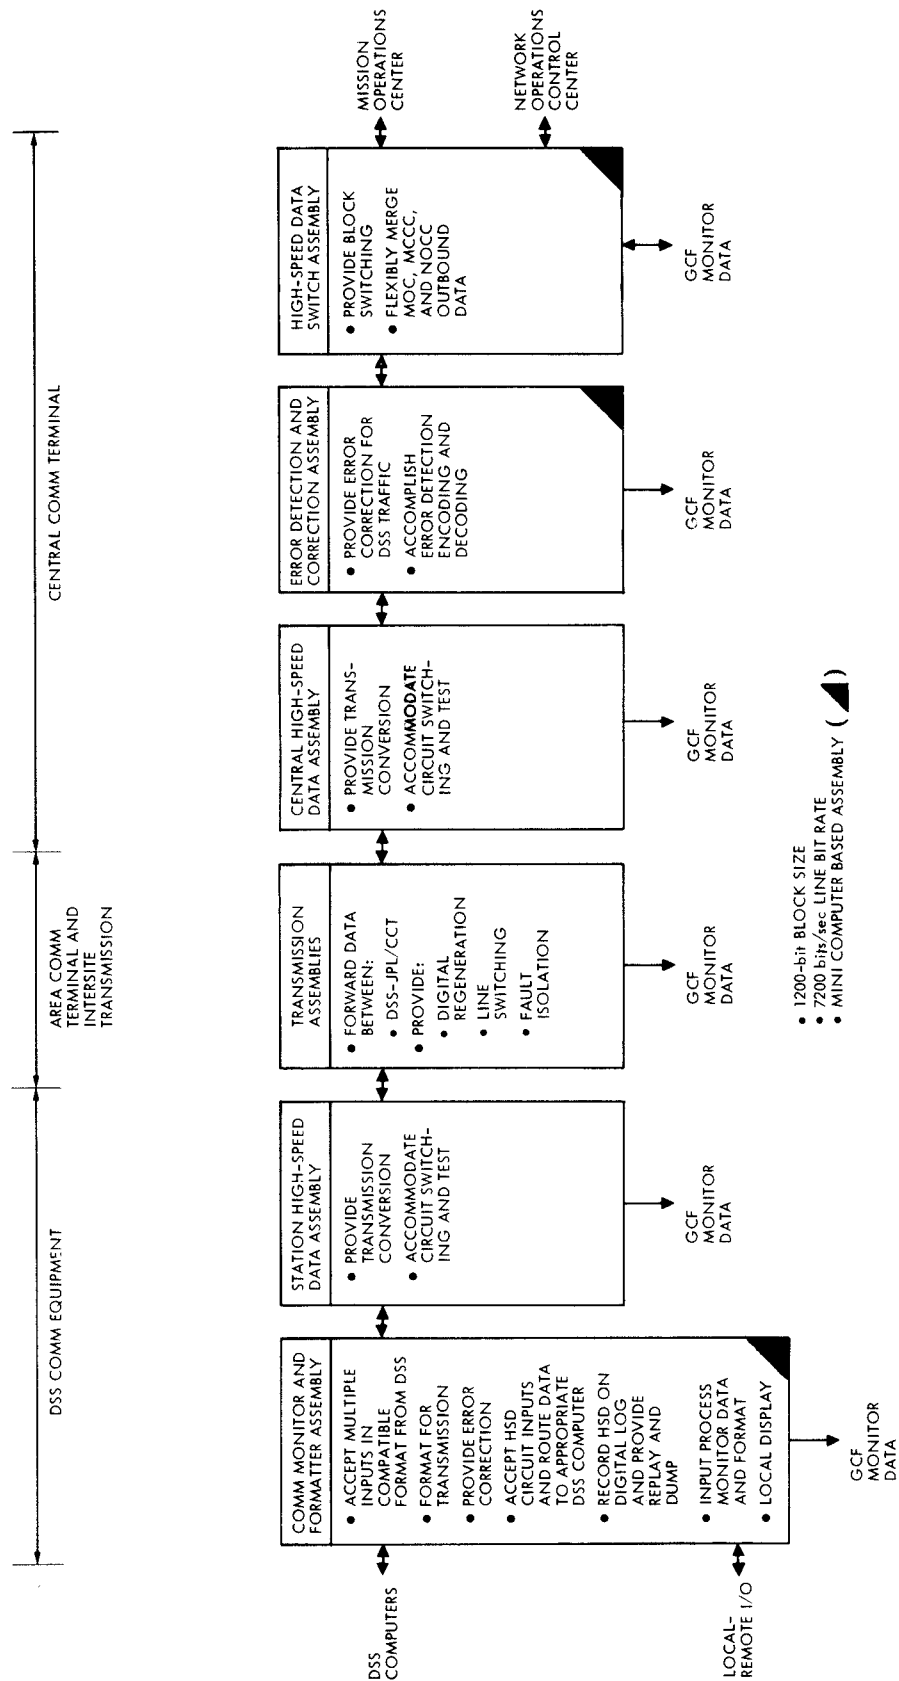 DSS COMM EQUIPMENT
AREA COMM
TERMINAL AND
INTERSITE
TRANSMISSION
CENTRAL COMM TERMINAL
DSS
COMPUTERS
LOCAL-
REMOTE I/O
COMM MONITOR AND
FORMATTER ASSEMBLY
• ACCEPT MULTIPLE
INPUTS IN
COMPATIBLE
FORMAT FROM DSS
• FORMAT FOR
TRANSMISSION
• PROVIDE ERROR
CORRECTION
• ACCEPT HSD
CIRCUIT INPUTS
AND ROUTE DATA
TO APPROPRIATE
DSS COMPUTER
• RECORD HSD ON
DIGITAL LOG
AND PROVIDE
REPLAY AND
DUMP
• INPUT PROCESS
MONITOR DATA
AND FORMAT
• LOCAL DISPLAY
GCF
MONITOR
DATA
STATION HIGH-SPEED
DATA ASSEMBLY
• PROVIDE
TRANSMISSION
CONVERSION
• ACCOMMODATE
CIRCUIT SWITCH-
ING AND TEST
GCF
MONITOR
DATA
TRANSMISSION
ASSEMBLIES
• FORWARD DATA
BETWEEN:
• DSS-JPL/CCT
• PROVIDE:
• DIGITAL
REGENERATION
• LINE
SWITCHING
• FAULT
ISOLATION
GCF
MONITOR
DATA
CENTRAL HIGH-SPEED
DATA ASSEMBLY
• PROVIDE TRANS-
MISSION
CONVERSION
• ACCOMMODATE
CIRCUIT SWITCH-
ING AND TEST
GCF
MONITOR
DATA
ERROR DETECTION AND
CORRECTION ASSEMBLY
• PROVIDE ERROR
CORRECTION FOR
DSS TRAFFIC
• ACCOMPLISH
ERROR DETECTION
ENCODING AND
DECODING
GCF
MONITOR
DATA
HIGH-SPEED DATA
SWITCH ASSEMBLY
• PROVIDE BLOCK
SWITCHING
• FLEXIBLY MERGE
MOC, MCCC,
AND NOCC
OUTBOUND
DATA
GCF
MONITOR
DATA
MISSION
OPERATIONS
CENTER
NETWORK
OPERATIONS
CONTROL
CENTER
• 1200-bit BLOCK SIZE
• 7200 bits/sec LINE BIT RATE
• MINI COMPUTER BASED ASSEMBLY ( )